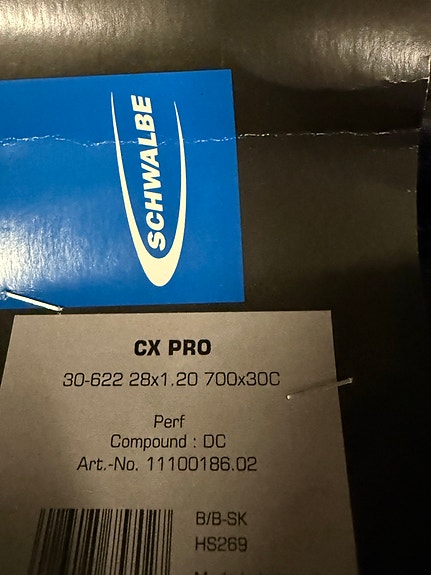 SCHWALBE
CX PRO
30-622 28x1.20 700x30C
Perf
Compound : DC
Art.-No. 11100186.02
B/B-SK
HS269